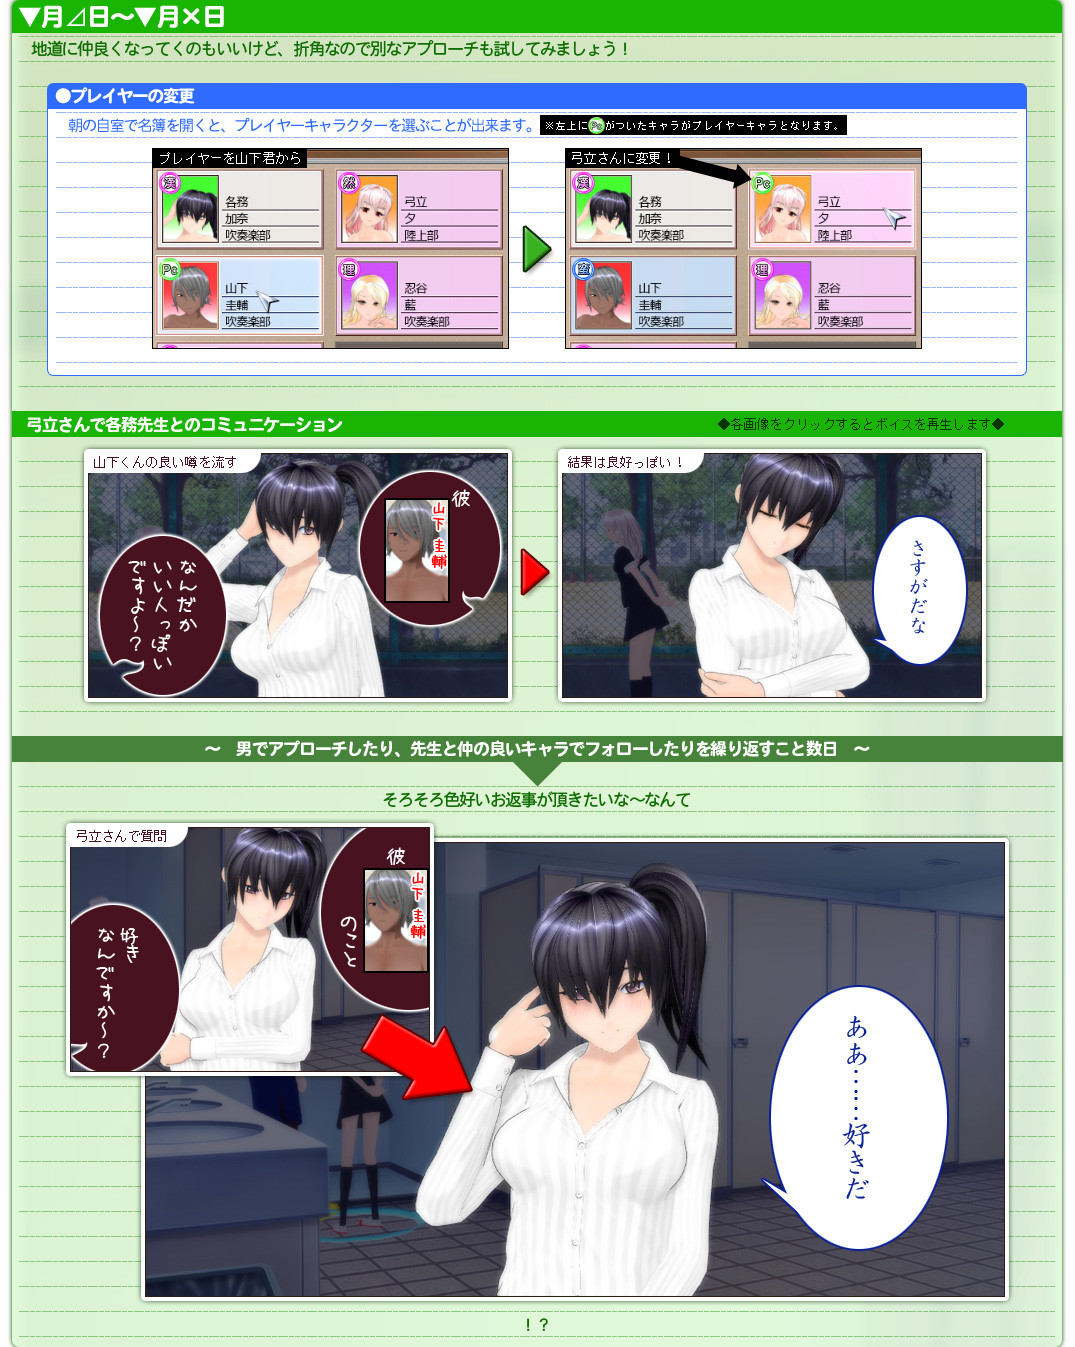 ▼月⊿日～▼月×日
地道に仲良くなってくのもいいけど、折角なので別なアプローチも試してみましょう！
●プレイヤーの変更
朝の自室で名簿を開くと、プレイヤーキャラクターを選ぶことが出来ます。
※左上にPcがついたキャラがプレイヤーキャラとなります。
プレイヤーを山下君から
漢
各務
加奈
吹奏楽部
然
弓立
夕
陸上部
Pc
山下
圭輔
吹奏楽部
理
忍谷
藍
吹奏楽部
弓立さんに変更！
漢
各務
加奈
吹奏楽部
Pc
弓立
夕
陸上部
山下
圭輔
吹奏楽部
理
忍谷
藍
吹奏楽部
弓立さんで各務先生とのコミュニケーション
◆各画像をクリックするとボイスを再生します◆
山下くんの良い噂を流す
彼
山下 圭輔
なんだか
いい人っぽい
ですよ～？
結果は良好っぽい！
さすがだな
～ 男でアプローチしたり、先生と仲の良いキャラでフォローしたりを繰り返すこと数日 ～
そろそろ色好いお返事が頂きたいな～なんて
弓立さんで質問
彼
山下 圭輔
のこと
好き
なんですか～？
ああ……好きだ
！？